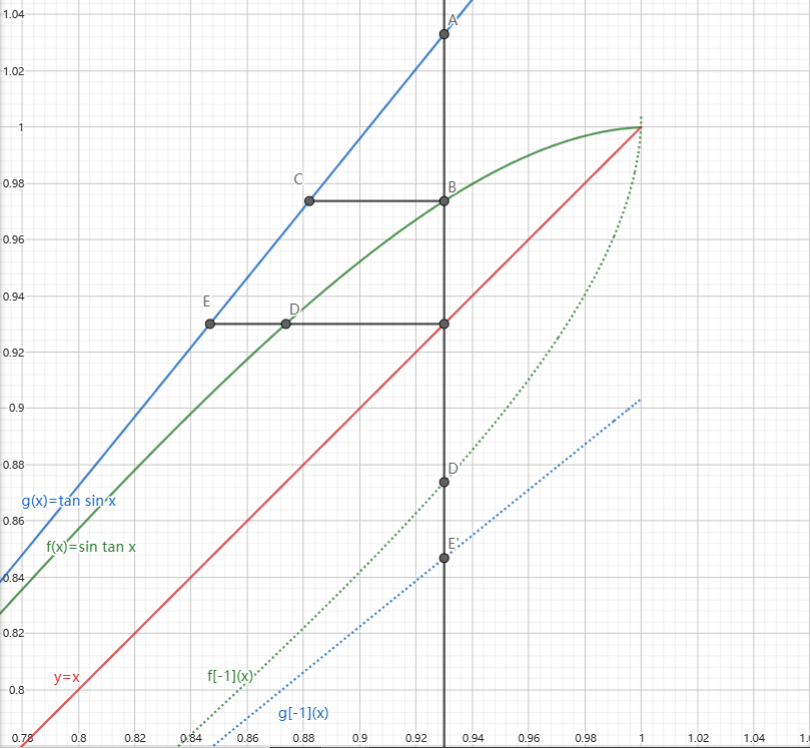 1.04
A
1.02
1
C
B
0.98
0.96
0.94
E
D
0.92
0.9
0.88
D'
g(x)=tan sin x
0.86
f(x)=sin tan x
E'
0.84
0.82
0.8
y=x
f[-1](x)
g[-1](x)
0.78 0.8 0.82 0.84 0.86 0.88 0.9 0.92 0.94 0.96 0.98 1 1.02 1.04